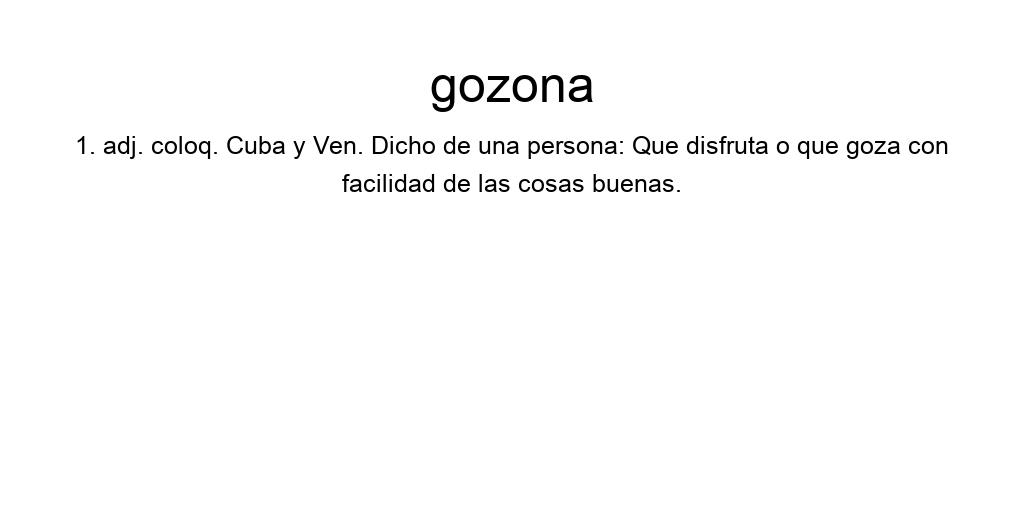 gozona
1. adj. coloq. Cuba y Ven. Dicho de una persona: Que disfruta o que goza con
facilidad de las cosas buenas.